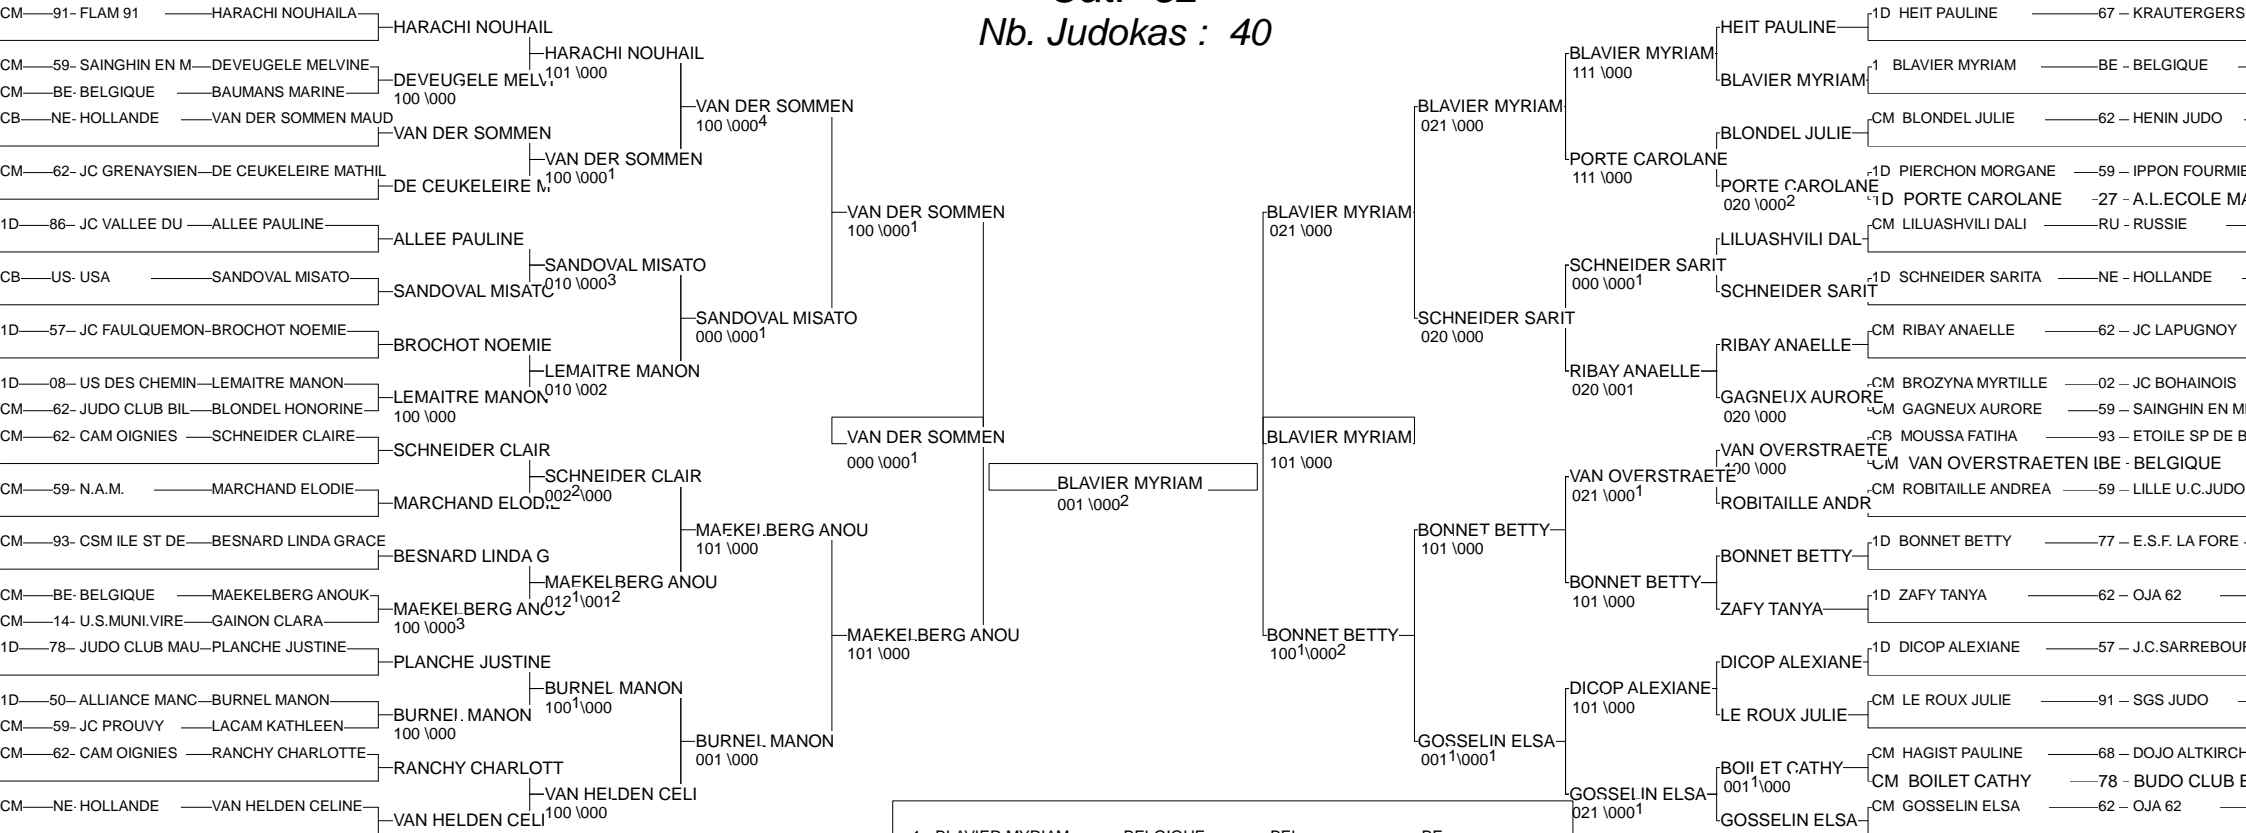 Nb. Judokas : 40
CM 91- FLAM 91 HARACHI NOUHAILA
CM 59- SAINGHIN EN M DEVEUGELE MELVINE
CM BE- BELGIQUE BAUMANS MARINE
CB NE- HOLLANDE VAN DER SOMMEN MAUD
CM 62- JC GRENAYSIEN DE CEUKELEIRE MATHIL
1D 86- JC VALLEE DU ALLEE PAULINE
CB US- USA SANDOVAL MISATO
1D 57- JC FAULQUEMON BROCHOT NOEMIE
1D 08- US DES CHEMIN LEMAITRE MANON
CM 62- JUDO CLUB BIL BLONDEL HONORINE
CM 62- CAM OIGNIES SCHNEIDER CLAIRE
CM 59- N.A.M. MARCHAND ELODIE
CM 93- CSM ILE ST DE BESNARD LINDA GRACE
CM BE- BELGIQUE MAEKELBERG ANOUK
CM 14- U.S.MUNI.VIRE GAINON CLARA
1D 78- JUDO CLUB MAU PLANCHE JUSTINE
1D 50- ALLIANCE MANC BURNEL MANON
CM 59- JC PROUVY LACAM KATHLEEN
CM 62- CAM OIGNIES RANCHY CHARLOTTE
CM NE- HOLLANDE VAN HELDEN CELINE
HARACHI NOUHAIL
DEVEUGELE MELVI
100 \000
VAN DER SOMMEN
DE CEUKELEIRE M
ALLEE PAULINE
SANDOVAL MISATO
BROCHOT NOEMIE
LEMAITRE MANON
100 \000
SCHNEIDER CLAIR
MARCHAND ELODIE
BESNARD LINDA G
MAEKELBERG ANOU
100 \0003
PLANCHE JUSTINE
BURNEL MANON
100 \000
RANCHY CHARLOTT
VAN HELDEN CELI
HARACHI NOUHAIL
101 \000
VAN DER SOMMEN
100 \0001
SANDOVAL MISATO
010 \0003
LEMAITRE MANON
010 \002
SCHNEIDER CLAIR
0022\000
MAEKELBERG ANOU
0121\0012
BURNEL MANON
1001\000
VAN HELDEN CELI
100 \000
VAN DER SOMMEN
100 \0004
SANDOVAL MISATO
000 \0001
MAEKELBERG ANOU
101 \000
BURNEL MANON
001 \000
VAN DER SOMMEN
100 \0001
MAEKELBERG ANOU
101 \000
VAN DER SOMMEN
000 \0001
BLAVIER MYRIAM
001 \0002
BLAVIER MYRIAM
101 \000
BLAVIER MYRIAM
021 \000
BONNET BETTY
1001\0002
BLAVIER MYRIAM
021 \000
SCHNEIDER SARIT
020 \000
BONNET BETTY
101 \000
GOSSELIN ELSA
0011\0001
BLAVIER MYRIAM
111 \000
PORTE CAROLANE
111 \000
SCHNEIDER SARIT
000 \0001
RIBAY ANAELLE
020 \001
VAN OVERSTRAETE
021 \0001
BONNET BETTY
101 \000
DICOP ALEXIANE
101 \000
GOSSELIN ELSA
021 \0001
HEIT PAULINE
BLAVIER MYRIAM
BLONDEL JULIE
PORTE CAROLANE
020 \0002
LILUASHVILI DAL
SCHNEIDER SARIT
RIBAY ANAELLE
GAGNEUX AURORE
020 \000
VAN OVERSTRAETE
100 \000
ROBITAILLE ANDR
BONNET BETTY
ZAFY TANYA
DICOP ALEXIANE
LE ROUX JULIE
BOILET CATHY
0011\000
GOSSELIN ELSA
1D HEIT PAULINE 67 – KRAUTERGERS
1 BLAVIER MYRIAM BE – BELGIQUE
CM BLONDEL JULIE 62 – HENIN JUDO
1D PIERCHON MORGANE 59 – IPPON FOURMIE
1D PORTE CAROLANE 27 - A.L.ECOLE MA
CM LILUASHVILI DALI RU - RUSSIE
1D SCHNEIDER SARITA NE – HOLLANDE
CM RIBAY ANAELLE 62 – JC LAPUGNOY
CM BROZYNA MYRTILLE 02 – JC BOHAINOIS
CM GAGNEUX AURORE 59 – SAINGHIN EN M
CB MOUSSA FATIHA 93 – ETOILE SP DE B
CM VAN OVERSTRAETEN L BE - BELGIQUE
CM ROBITAILLE ANDREA 59 – LILLE U.C.JUDO
1D BONNET BETTY 77 – E.S.F. LA FORE
1D ZAFY TANYA 62 – OJA 62
1D DICOP ALEXIANE 57 – J.C.SARREBOUR
CM LE ROUX JULIE 91 – SGS JUDO
CM HAGIST PAULINE 68 – DOJO ALTKIRCH
CM BOILET CATHY 78 - BUDO CLUB
CM GOSSELIN ELSA 62 – OJA 62